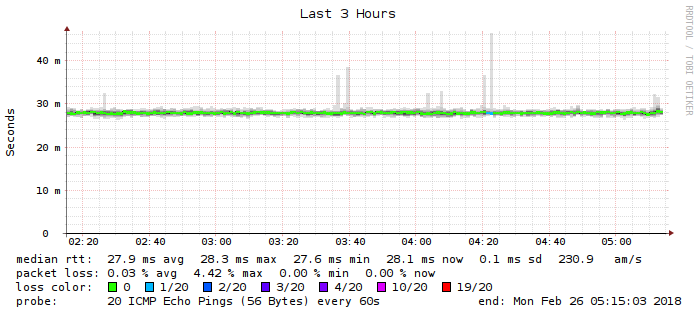 Last 3 Hours
RRDTOOL / TOBI OETIKER
Seconds
40 m
30 m
20 m
10 m
0
02:20 02:40 03:00 03:20 03:40 04:00 04:20 04:40 05:00
median rtt: 27.9 ms avg 28.3 ms max 27.6 ms min 28.1 ms now 0.1 ms sd 230.9 am/s
packet loss: 0.03 % avg 4.42 % max 0.00 % min 0.00 % now
loss color: 0 1/20 2/20 3/20 4/20 10/20 19/20
probe: 20 ICMP Echo Pings (56 Bytes) every 60s end: Mon Feb 26 05:15:03 2018